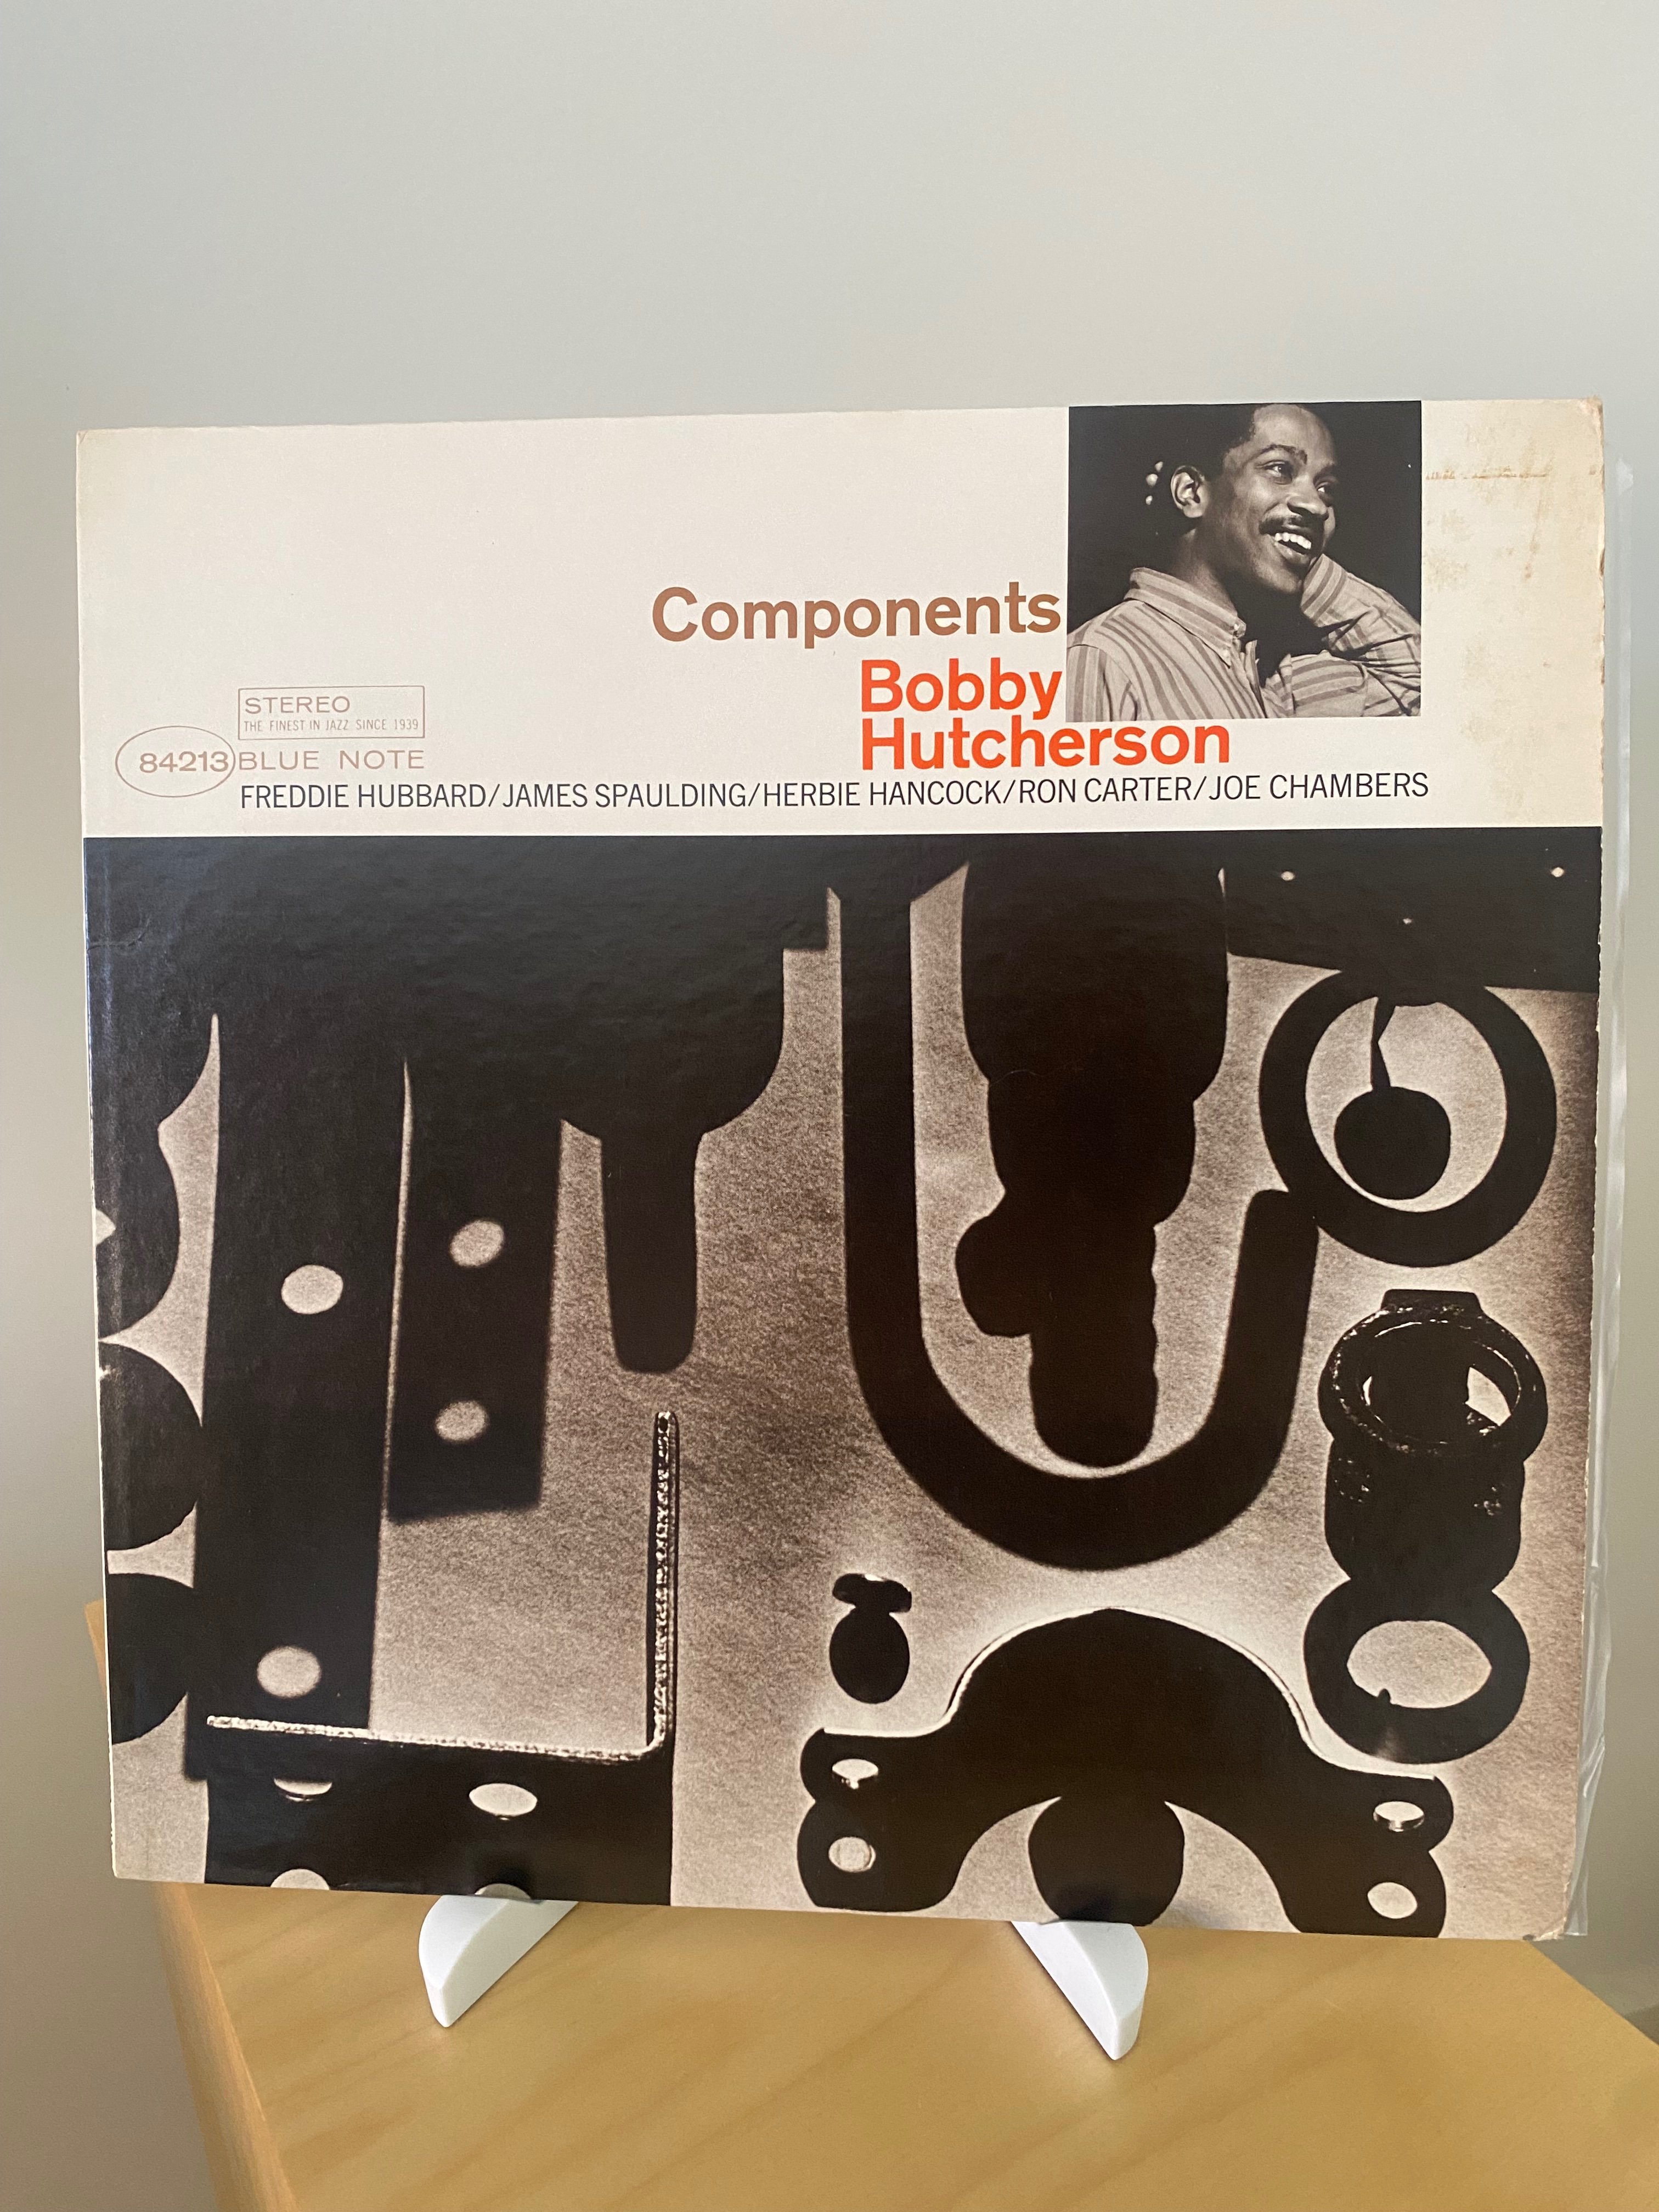 Components
Bobby
Hutcherson
STEREO
THE FINEST IN JAZZ SINCE 1939
84213 BLUE NOTE
FREDDIE HUBBARD/JAMES SPAULDING/HERBIE HANCOCK/RON CARTER/JOE CHAMBERS